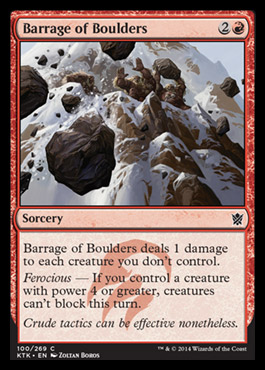 Barrage of Boulders 2
Sorcery
Barrage of Boulders deals 1 damage
to each creature you don't control.
Ferocious — If you control a creature
with power 4 or greater, creatures
can't block this turn.
Crude tactics can be effective nonetheless.
100/269 C
KTK • EN Zoltan Boros
™ & © 2014 Wizards of the Coast